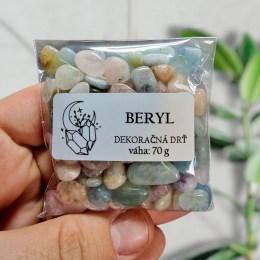 BERYL
DEKORAČNÁ DRŤ
váha: 70 g